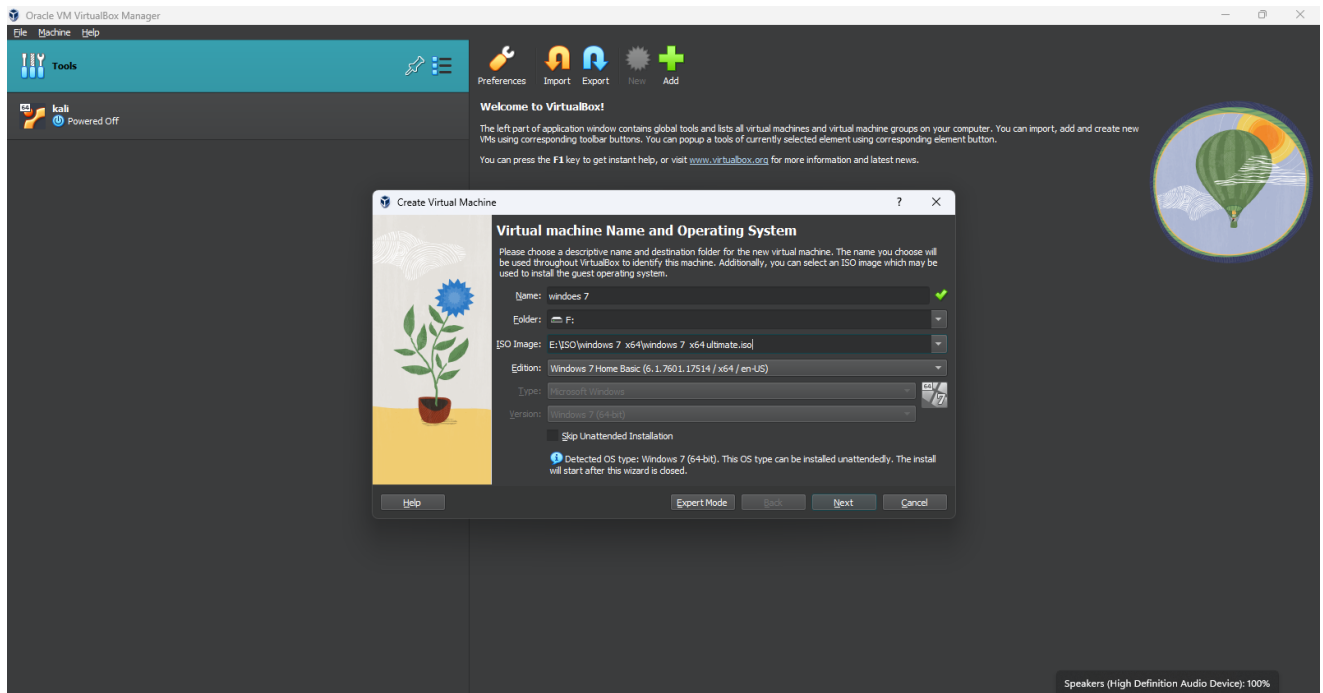 Oracle VM VirtualBox Manager
File Machine Help
Tools
64
kali
Powered Off
Preferences
Import
Export
New
Add
Welcome to VirtualBox!
The left part of application window contains global tools and lists all virtual machines and virtual machine groups on your computer. You can import, add and create new
VMs using corresponding toolbar buttons. You can popup a tools of currently selected element using corresponding element button.
You can press the F1 key to get instant help, or visit www.virtualbox.org for more information and latest news.
Create Virtual Machine
?
Virtual machine Name and Operating System
Please choose a descriptive name and destination folder for the new virtual machine. The name you choose will
be used throughout VirtualBox to identify this machine. Additionally, you can select an ISO image which may be
used to install the guest operating system.
Name: windoes 7
Folder: F:
ISO Image: E:\ISO\windows 7 x64\windows 7 x64 ultimate.iso
Edition: Windows 7 Home Basic (6.1.7601.17514 / x64 / en-US)
Type: Microsoft Windows
64
7
Version: Windows 7 (64-bit)
Skip Unattended Installation
Detected OS type: Windows 7 (64-bit). This OS type can be installed unattendedly. The install
will start after this wizard is closed.
Help
Expert Mode
Back
Next
Cancel
Speakers (High Definition Audio Device): 100%